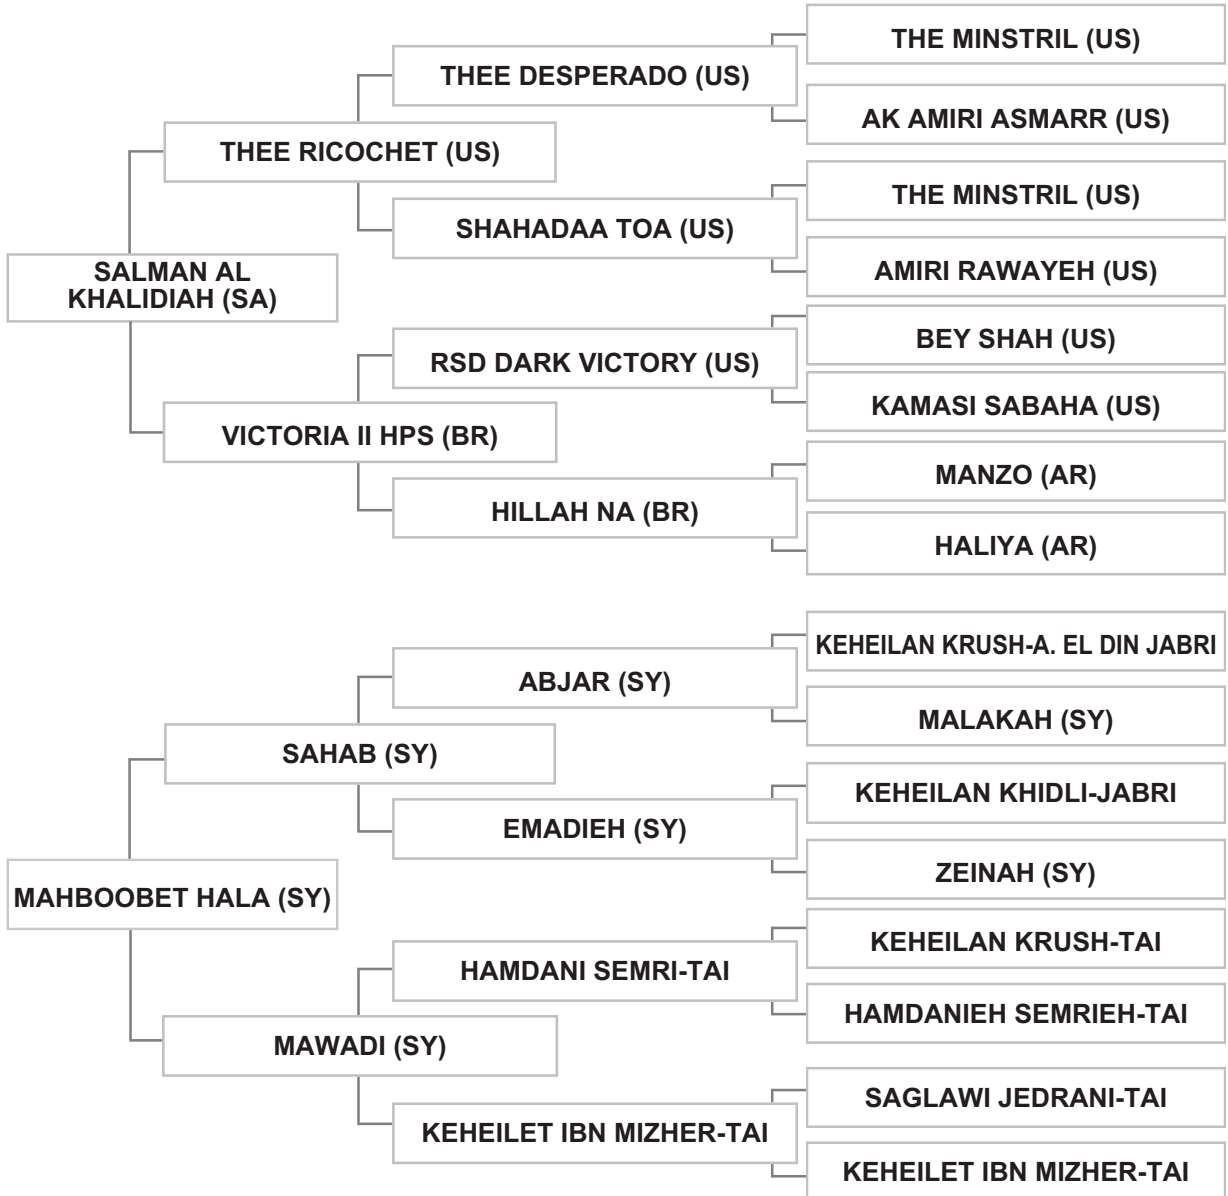 THE MINSTRIL (US)
THEE DESPERADO (US)
AK AMIRI ASMARR (US)
THEE RICOCHET (US)
THE MINSTRIL (US)
SHAHADAA TOA (US)
AMIRI RAWAYEH (US)
SALMAN AL
KHALIDIAH (SA)
BEY SHAH (US)
RSD DARK VICTORY (US)
KAMASI SABAHA (US)
VICTORIA II HPS (BR)
MANZO (AR)
HILLAH NA (BR)
HALIYA (AR)
KEHEILAN KRUSH-A. EL DIN JABRI
ABJAR (SY)
MALAKAH (SY)
SAHAB (SY)
KEHEILAN KHIDLI-JABRI
EMADIEH (SY)
ZEINAH (SY)
MAHBOOBET HALA (SY)
KEHEILAN KRUSH-TAI
HAMDANI SEMRI-TAI
HAMDANIEH SEMRIEH-TAI
MAWADI (SY)
SAGLAWI JEDRANI-TAI
KEHEILET IBN MIZHER-TAI
KEHEILET IBN MIZHER-TAI